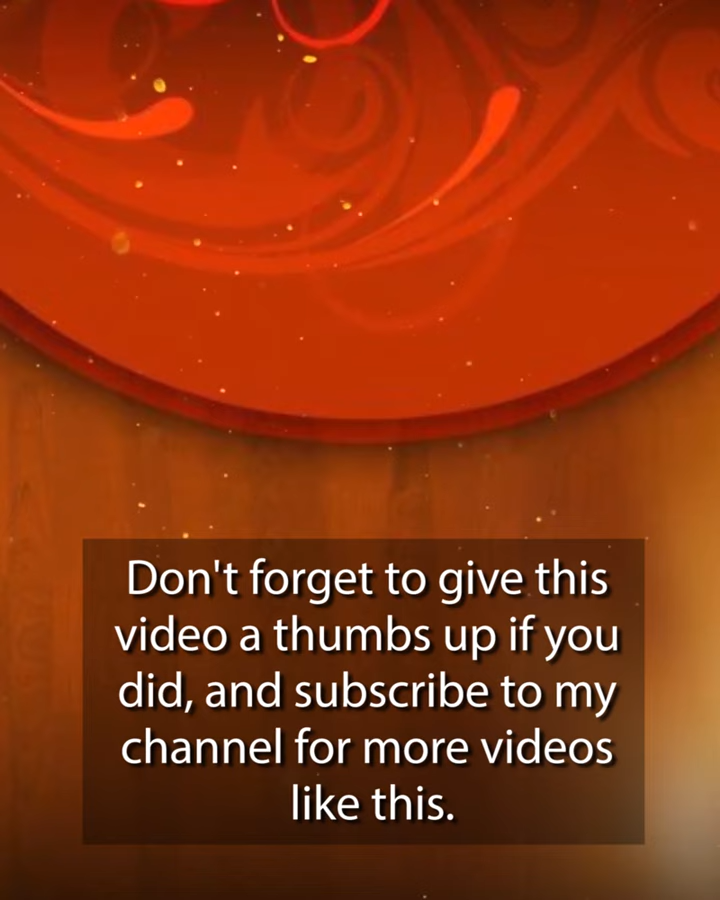 Don't forget to give this
video a thumbs up if you
did, and subscribe to my
channel for more videos
like this.